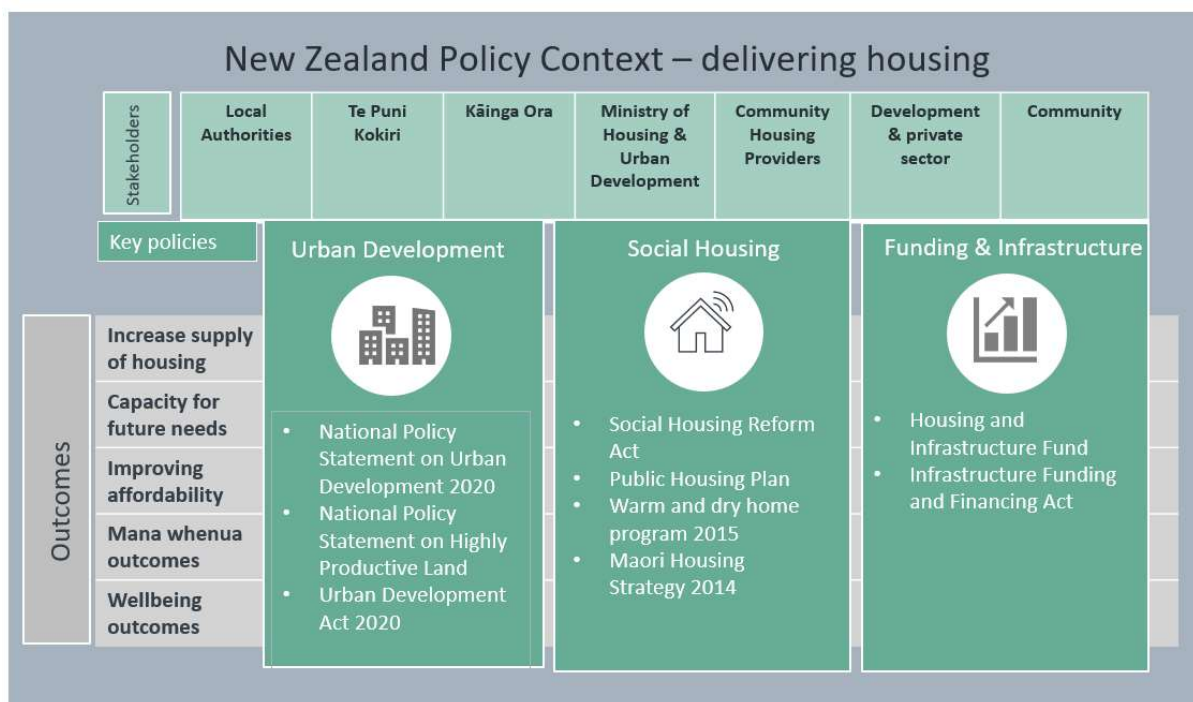 New Zealand Policy Context – delivering housing
Stakeholders
Local
Authorities
Te Puni
Kokiri
Kāinga Ora
Ministry of
Housing &
Urban
Development
Community
Housing
Providers
Development
& private
sector
Community
Key policies
Urban Development
Social Housing
Funding & Infrastructure
Outcomes
Increase supply
of housing
Capacity for
future needs
Improving
affordability
Mana whenua
outcomes
Wellbeing
outcomes
• National Policy
Statement on Urban
Development 2020
• National Policy
Statement on Highly
Productive Land
• Urban Development
Act 2020
• Social Housing Reform
Act
• Public Housing Plan
• Warm and dry home
program 2015
• Maori Housing
Strategy 2014
• Housing and
Infrastructure Fund
• Infrastructure Funding
and Financing Act